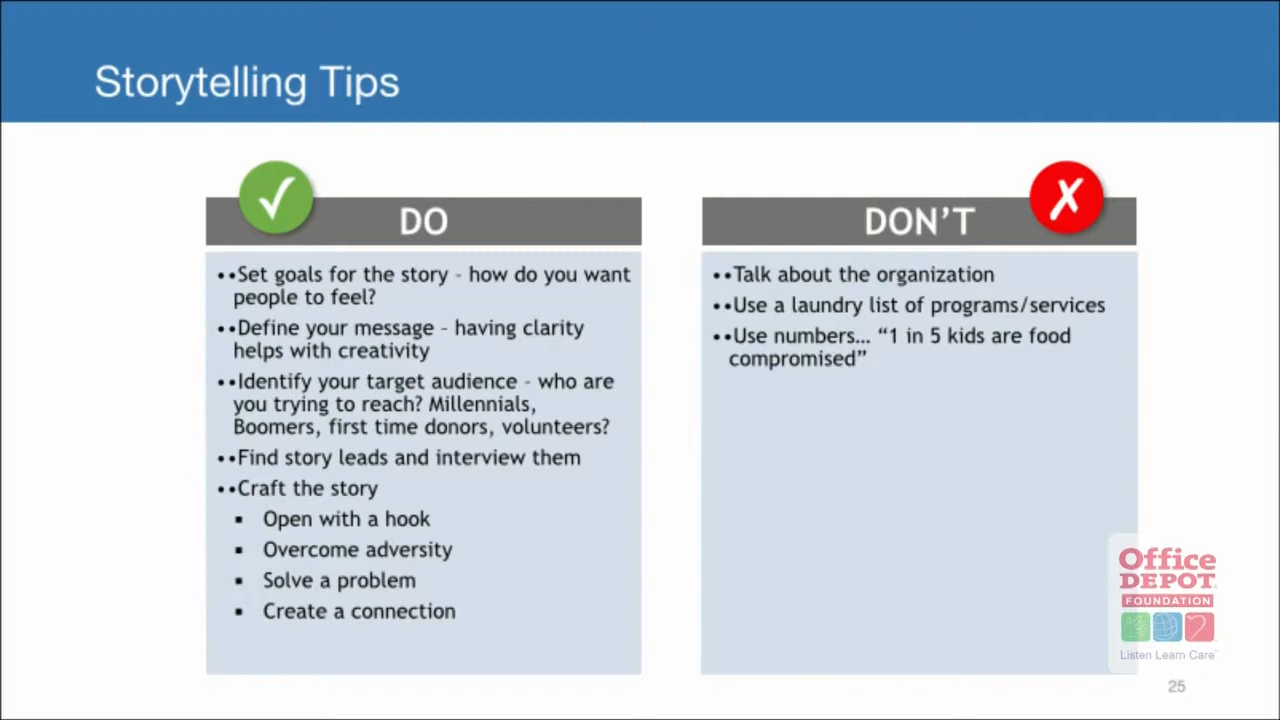 Storytelling Tips
DO
••Set goals for the story – how do you want
people to feel?
••Define your message – having clarity
helps with creativity
••Identify your target audience – who are
you trying to reach? Millennials,
Boomers, first time donors, volunteers?
••Find story leads and interview them
••Craft the story
▪ Open with a hook
▪ Overcome adversity
▪ Solve a problem
▪ Create a connection
DON'T
••Talk about the organization
••Use a laundry list of programs/services
••Use numbers… “1 in 5 kids are food
compromised”
Office
DEPOT
FOUNDATION
Listen Learn Care
25